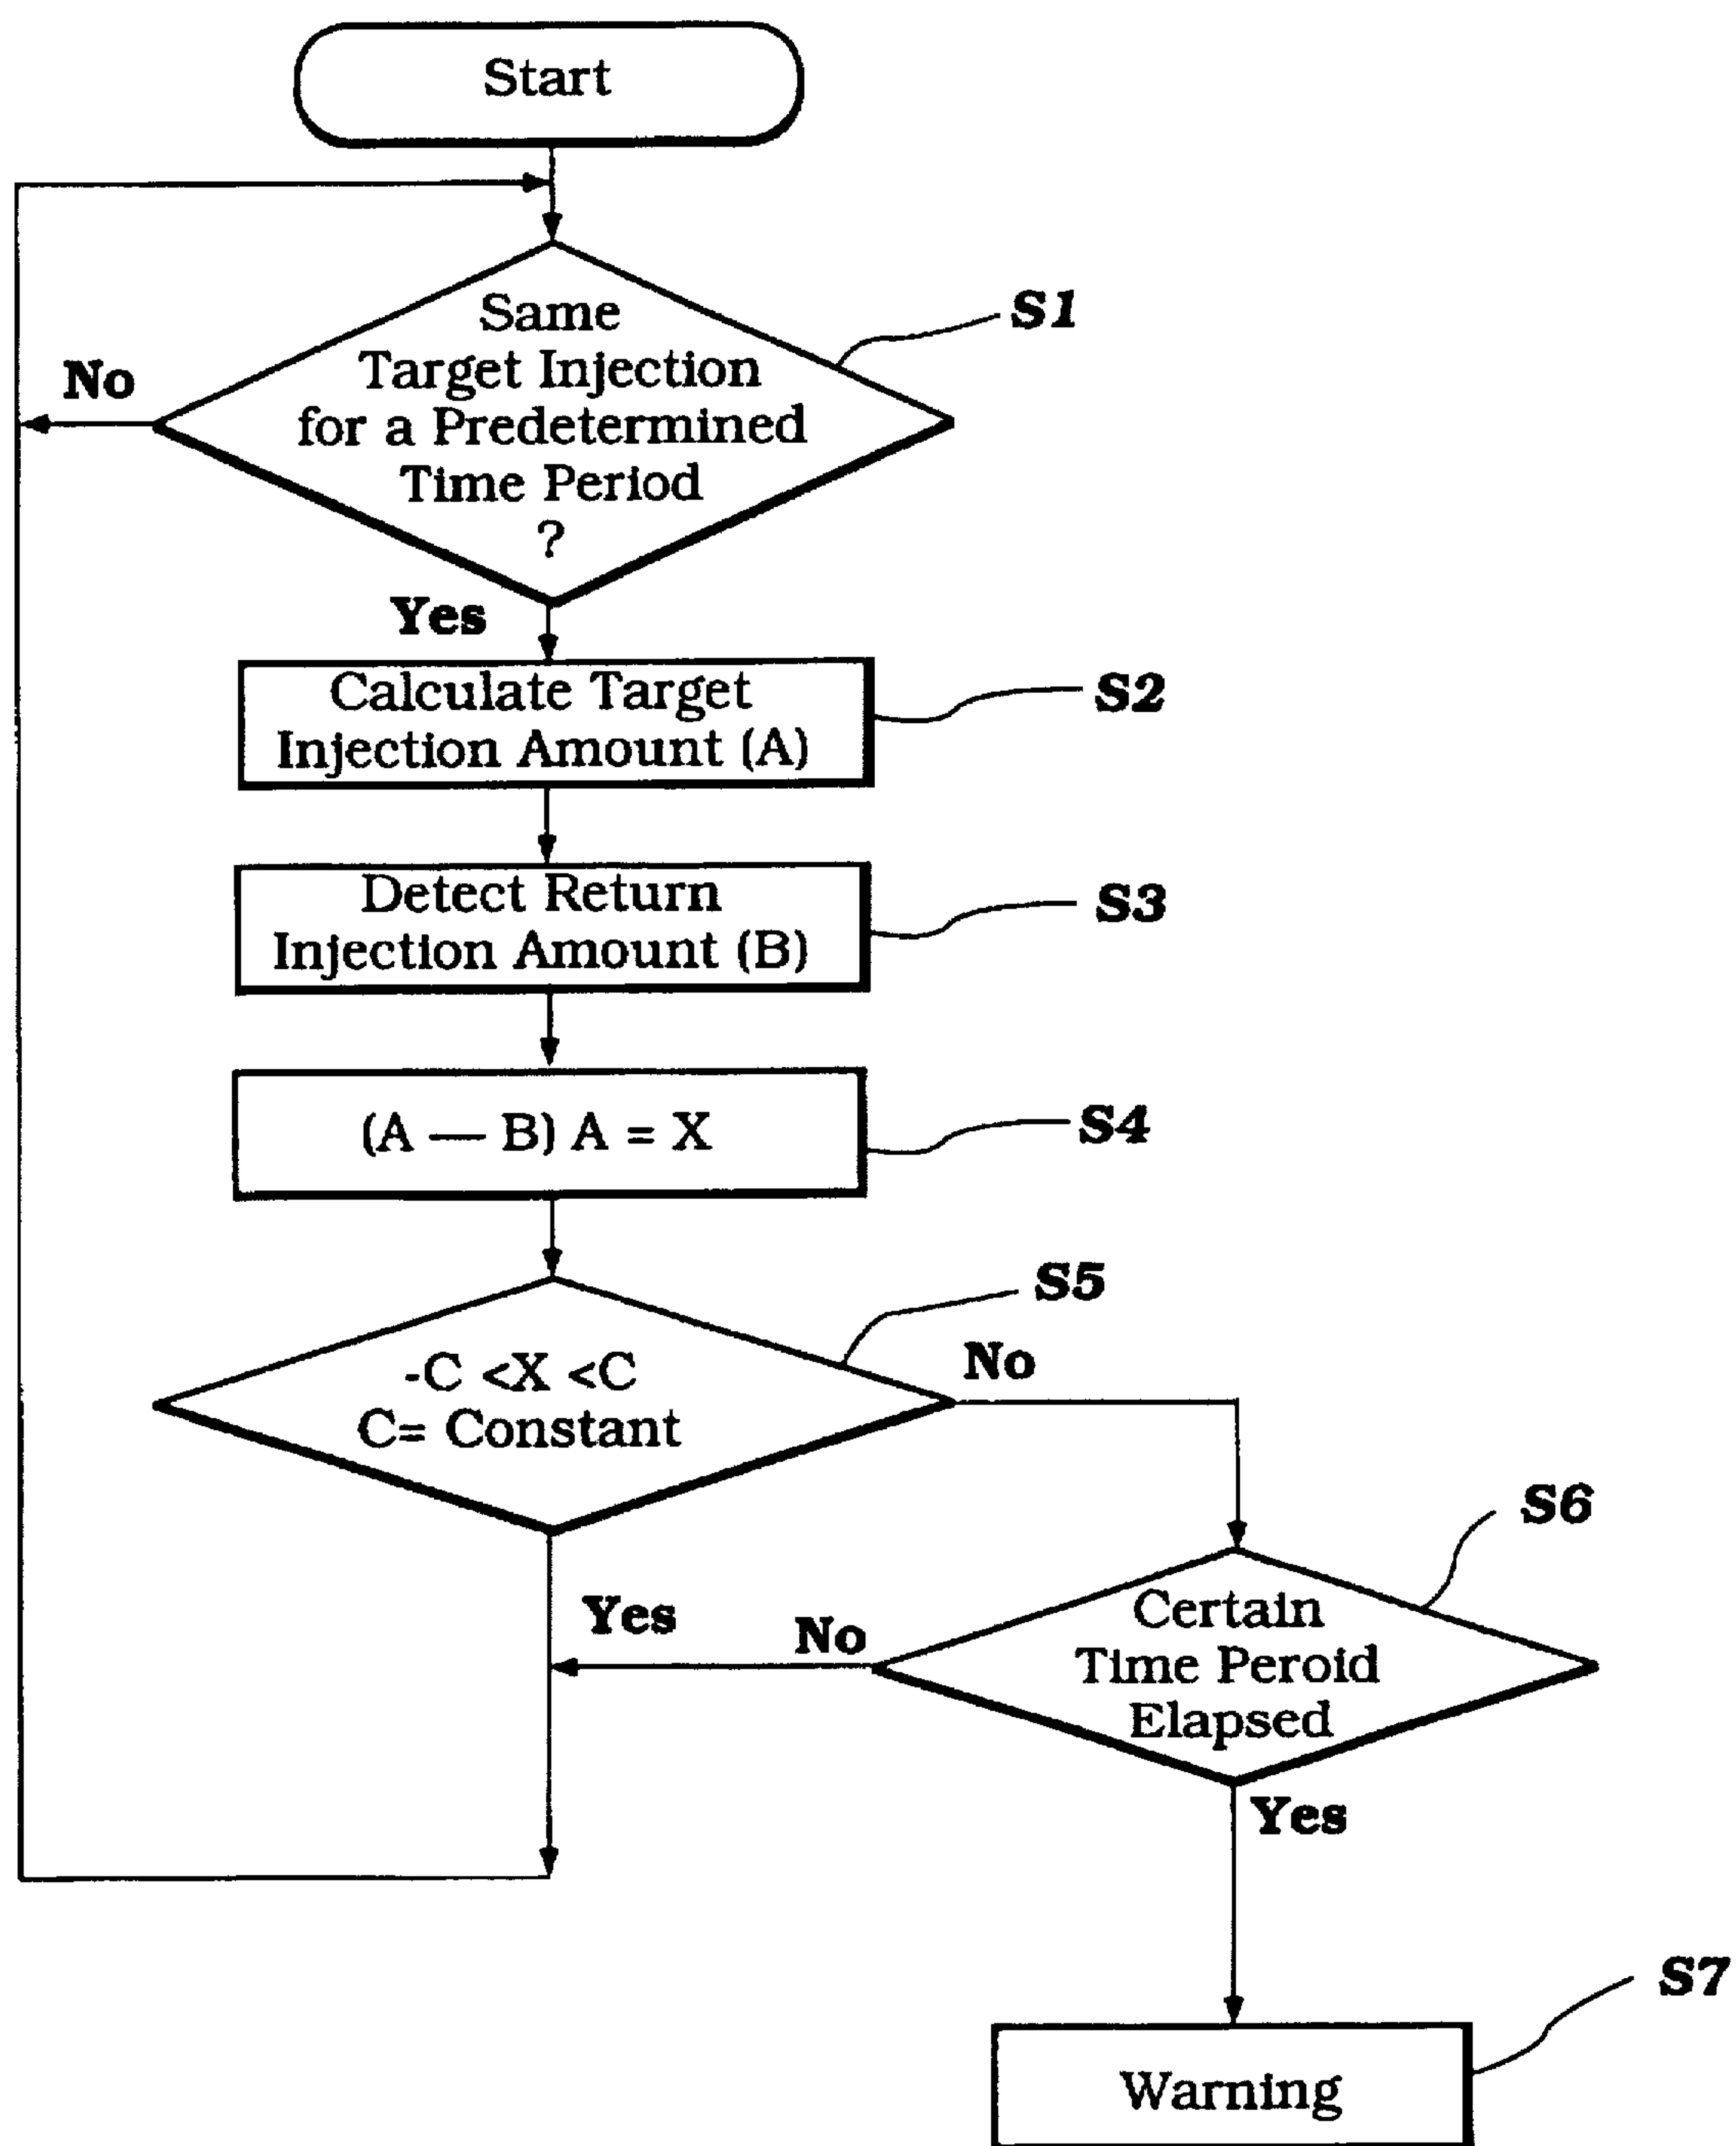 Start
Same
Target Injection
for a Predetermined
Time Period
?
S1
No
Yes
Calculate Target
Injection Amount (A)
S2
Detect Return
Injection Amount (B)
S3
(A — B) A = X
S4
-C <X <C
C= Constant
S5
No
Yes
Certain
Time Peroid
Elapsed
S6
No
Yes
Warning
S7